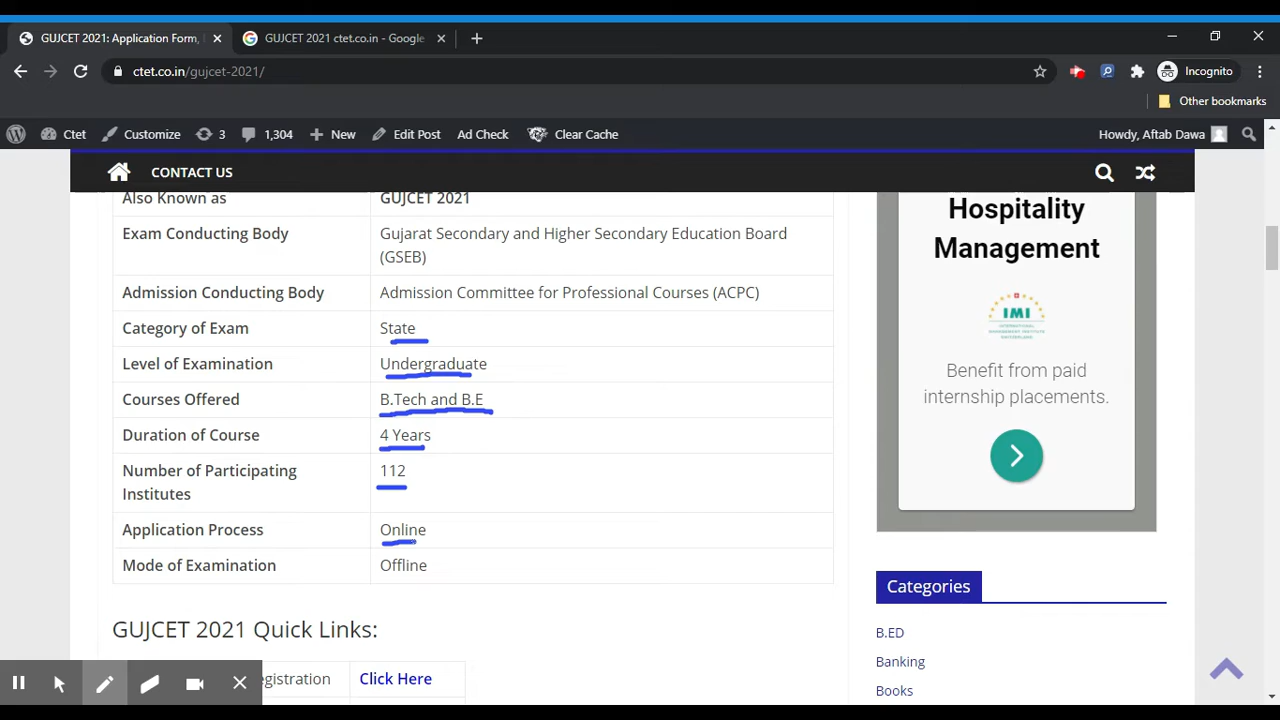 GUJCET 2021: Application Form,
GUJCET 2021 ctet.co.in - Google
ctet.co.in/gujcet-2021/
Incognito
Other bookmarks
Ctet
Customize
3
1,304
New
Edit Post
Ad Check
Clear Cache
Howdy, Aftab Dawa
CONTACT US
Also Known as GUJCET 2021
Exam Conducting Body Gujarat Secondary and Higher Secondary Education Board
(GSEB)
Admission Conducting Body Admission Committee for Professional Courses (ACPC)
Category of Exam State
Level of Examination Undergraduate
Courses Offered B.Tech and B.E
Duration of Course 4 Years
Number of Participating 112
Institutes
Application Process Online
Mode of Examination Offline
GUJCET 2021 Quick Links:
egistration Click Here
Hospitality
Management
IMI
Benefit from paid
internship placements.
Categories
B.ED
Banking
Books